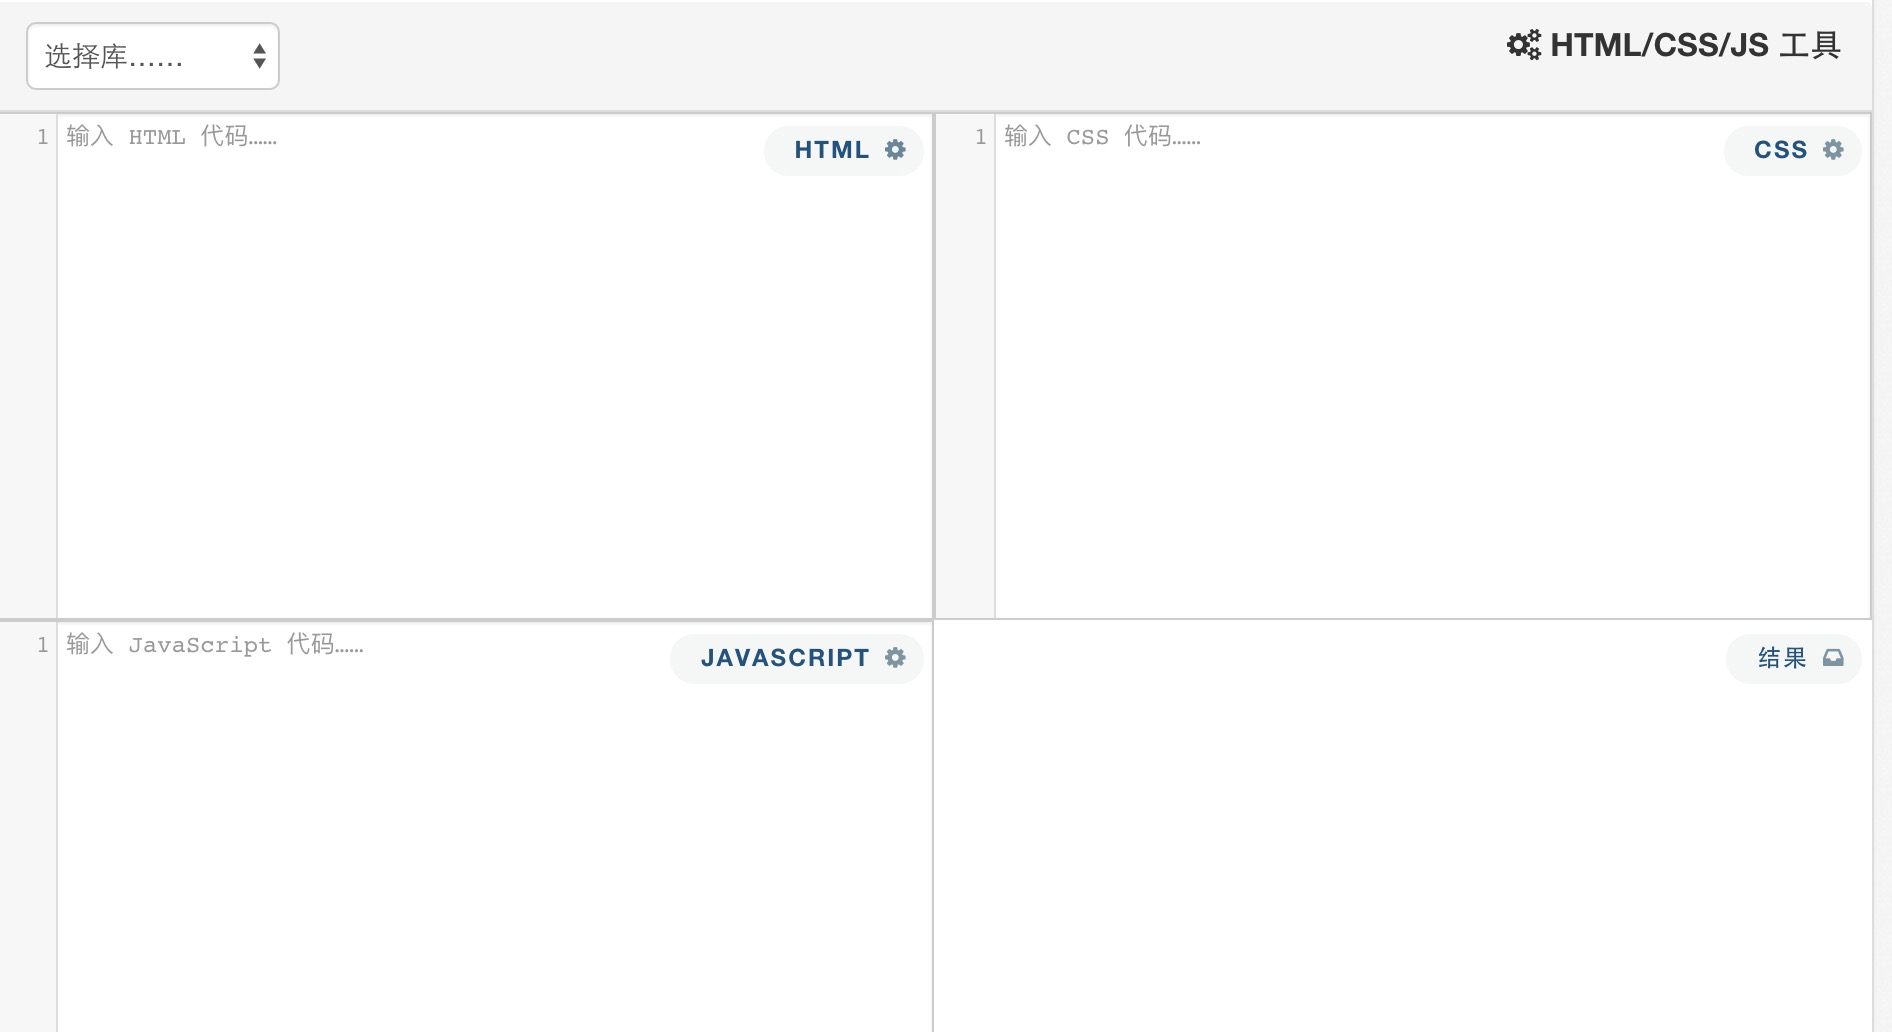 选择库......
HTML/CSS/JS 工具
1 输入 HTML 代码……
HTML
1 输入 CSS 代码……
CSS
1 输入 JavaScript 代码……
JAVASCRIPT
结果